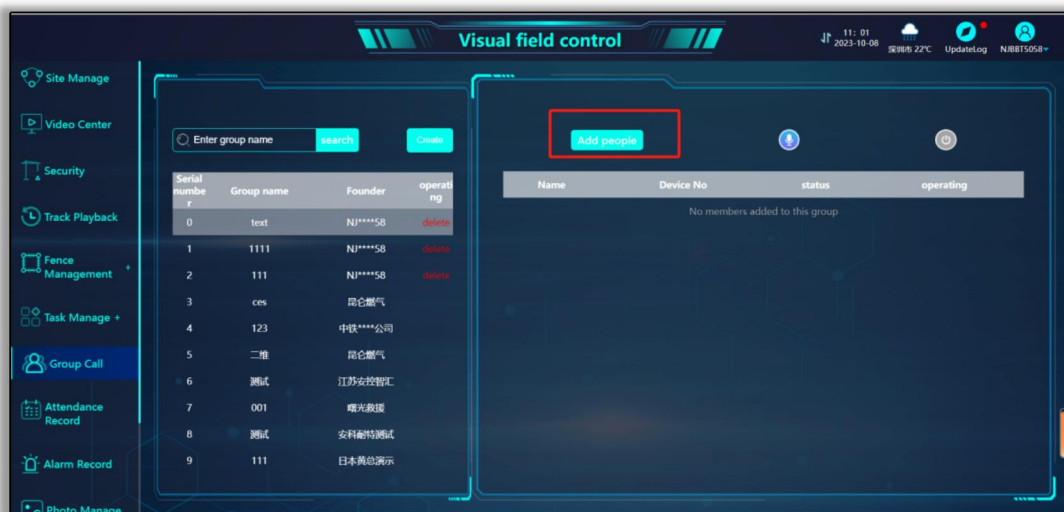 Visual field control
11: 01
2023-10-08
深圳市 22℃
UpdateLog
NJBBT5058
Site Manage
Video Center
Security
Track Playback
Fence
Management +
Task Manage +
Group Call
Attendance
Record
Alarm Record
Photo Manage
Enter group name
search
Create
Serial
numbe
r
Group name
Founder
operati
ng
0 text NJ****58 delete
1 1111 NJ****58 delete
2 111 NJ****58 delete
3 ces 昆仑燃气
4 123 中铁****公司
5 二维 昆仑燃气
6 测试 江苏安控智汇
7 001 曙光救援
8 测试 安科耐特测试
9 111 日本黄总演示
Add people
Name Device No status operating
No members added to this group